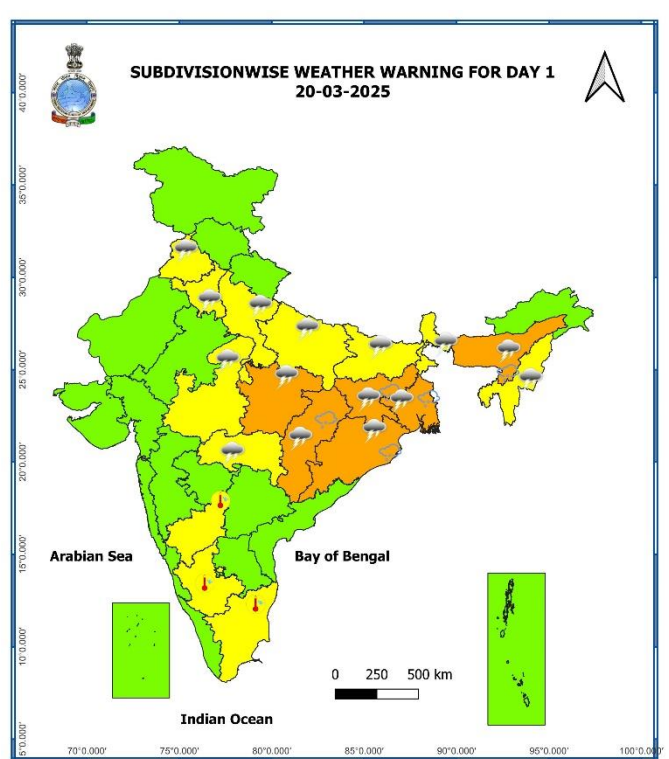 SUBDIVISIONWISE WEATHER WARNING FOR DAY 1
20-03-2025
40°0.000'
35°0.000'
30°0.000'
25°0.000'
20°0.000'
15°0.000'
10°0.000'
5°0.000'
Arabian Sea
Bay of Bengal
0 250 500 km
Indian Ocean
70°0.000' 75°0.000' 80°0.000' 85°0.000' 90°0.000' 95°0.000' 100°0.000'